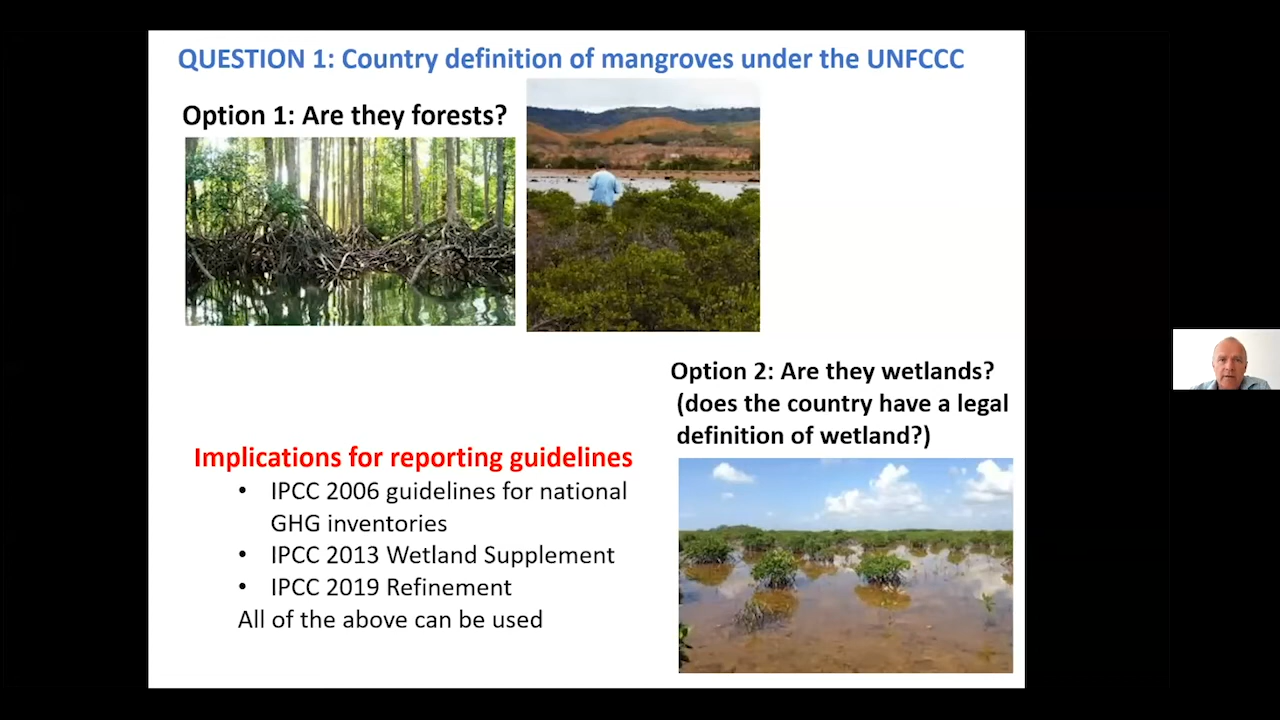 QUESTION 1: Country definition of mangroves under the UNFCCC
Option 1: Are they forests?
Option 2: Are they wetlands?
(does the country have a legal
definition of wetland?)
Implications for reporting guidelines
• IPCC 2006 guidelines for national
GHG inventories
• IPCC 2013 Wetland Supplement
• IPCC 2019 Refinement
All of the above can be used